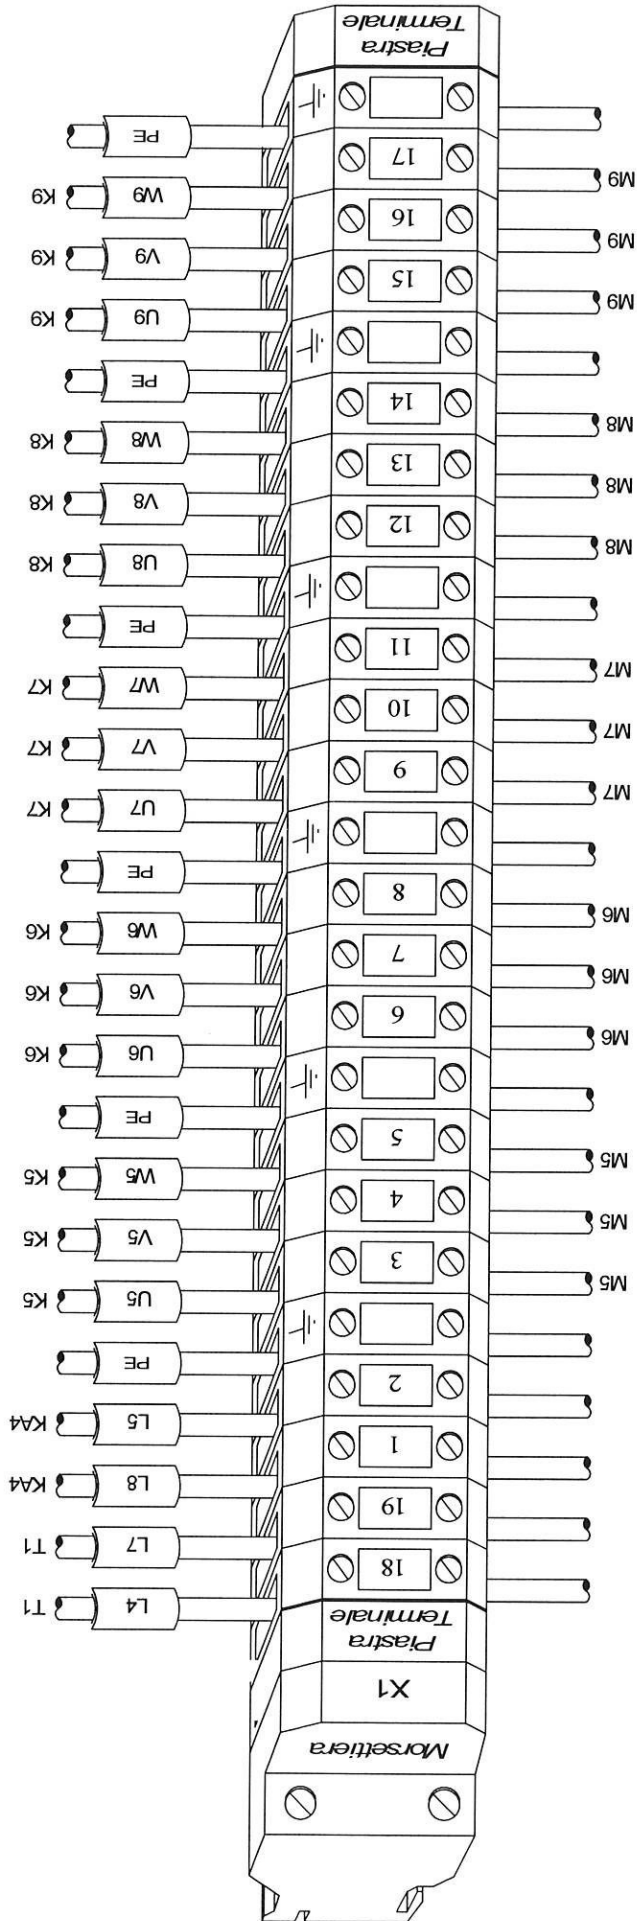 Morsettiera
X1
Piastra
Terminale
18 L4 T1
19 L7 T1
1 L8 KA4
2 L5 KA4
PE
M5 3 U5 K5
M5 4 V5 K5
M5 5 W5 K5
PE
M6 6 U6 K6
M6 7 V6 K6
M6 8 W6 K6
PE
M7 9 U7 K7
M7 10 V7 K7
M7 11 W7 K7
PE
M8 12 U8 K8
M8 13 V8 K8
M8 14 W8 K8
PE
M9 15 U9 K9
M9 16 V9 K9
M9 17 W9 K9
PE
Piastra
Terminale